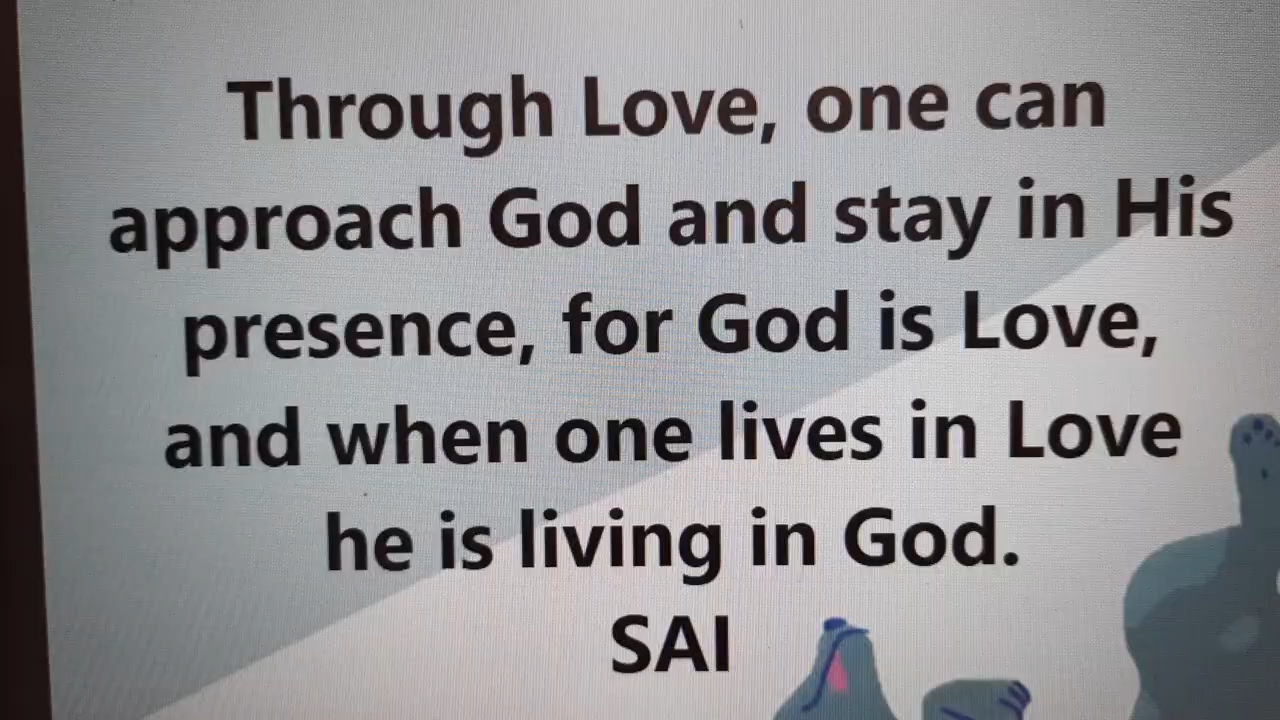 Through Love, one can
approach God and stay in His
presence, for God is Love,
and when one lives in Love
he is living in God.
SAI